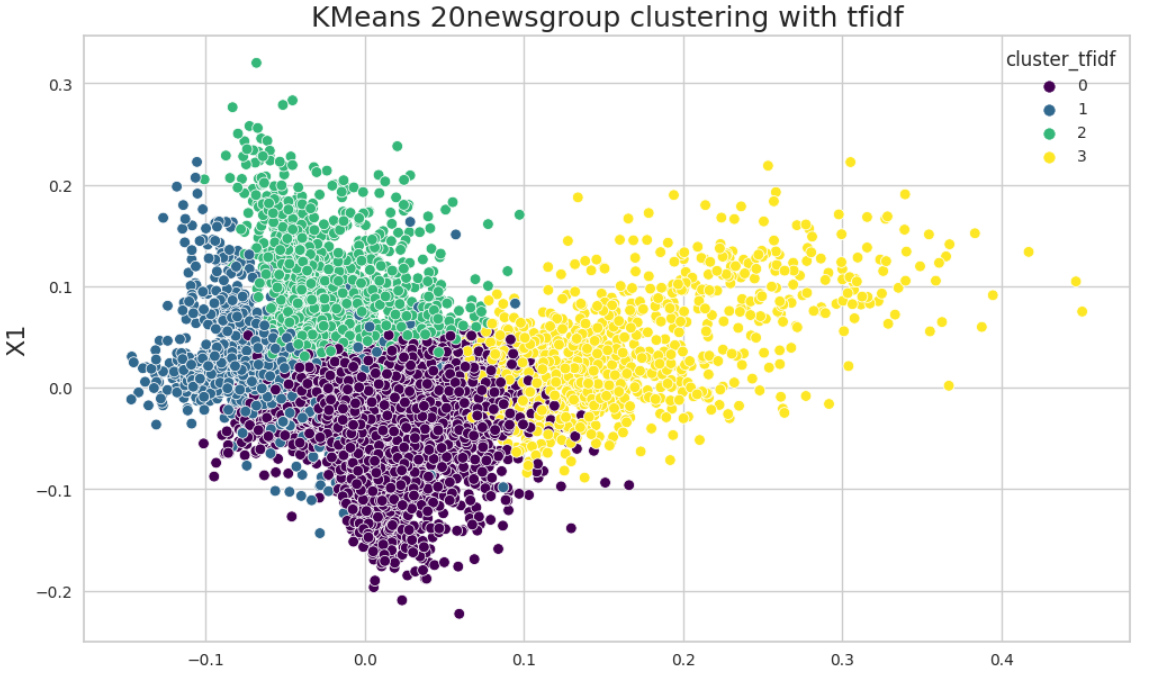 KMeans 20newsgroup clustering with tfidf
cluster_tfidf
0
1
2
3
0.3
0.2
0.1
0.0
−0.1
−0.2
X1
−0.1 0.0 0.1 0.2 0.3 0.4